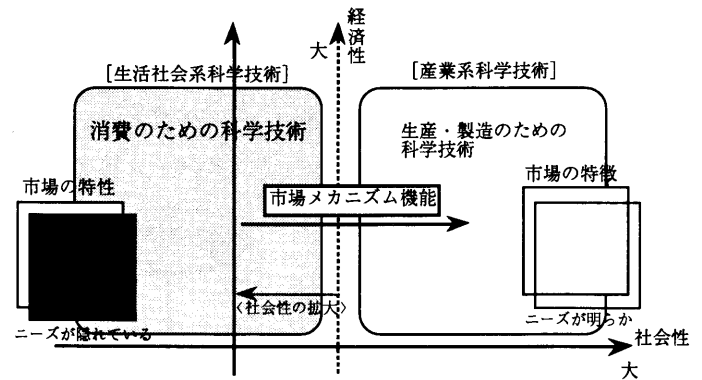 経済性
大
[生活社会系科学技術]
[産業系科学技術]
消費のための科学技術
生産・製造のための
科学技術
市場の特性
市場の特徴
市場メカニズム機能
〈社会性の拡大〉
ニーズが隠れている
ニーズが明らか
社会性
大